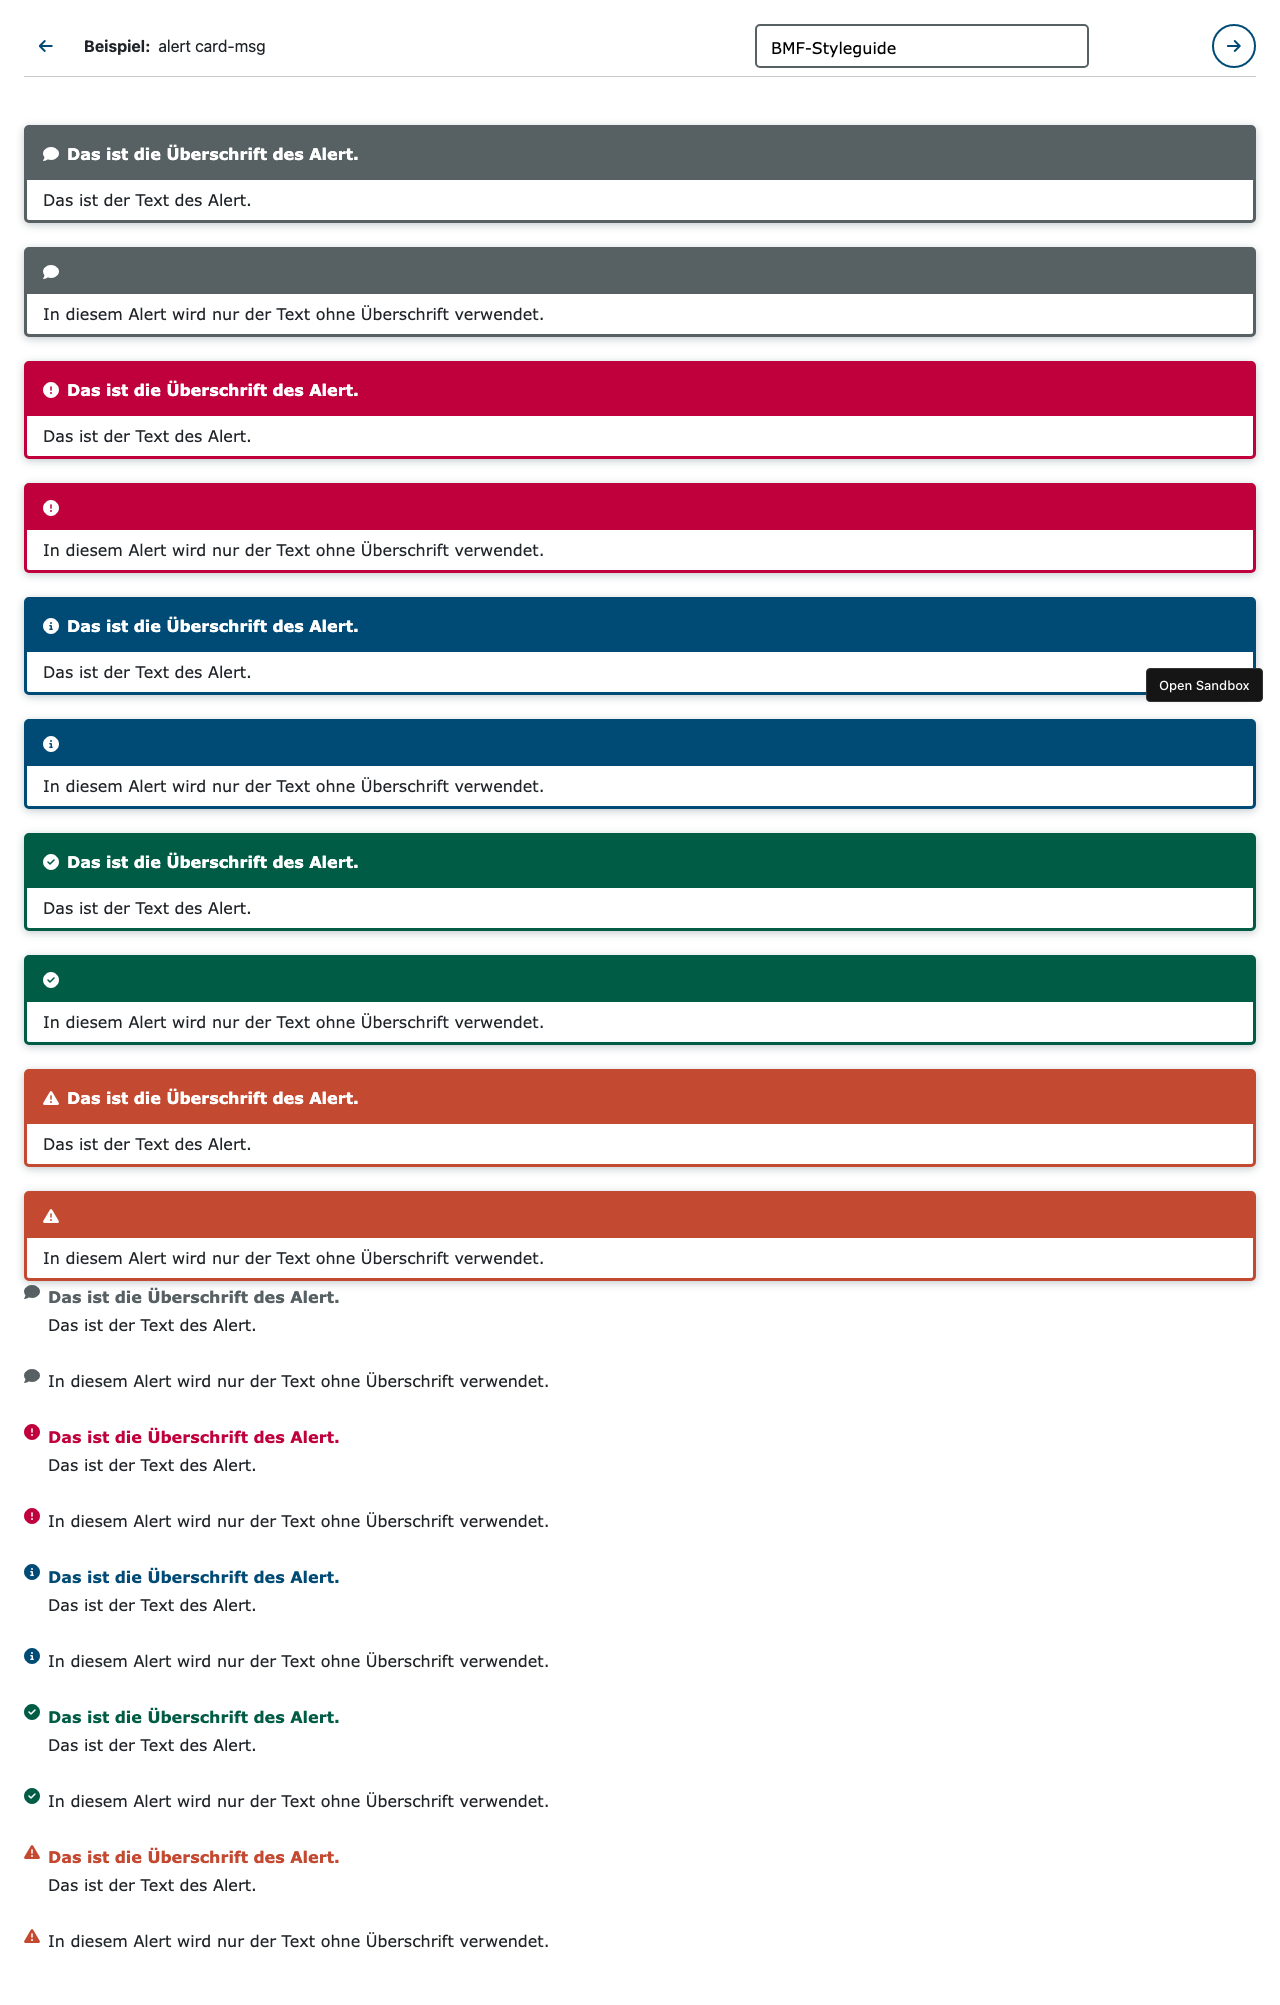 Beispiel: alert card-msg
BMF-Styleguide
Das ist die Überschrift des Alert.
Das ist der Text des Alert.
In diesem Alert wird nur der Text ohne Überschrift verwendet.
Das ist die Überschrift des Alert.
Das ist der Text des Alert.
In diesem Alert wird nur der Text ohne Überschrift verwendet.
Das ist die Überschrift des Alert.
Das ist der Text des Alert.
Open Sandbox
In diesem Alert wird nur der Text ohne Überschrift verwendet.
Das ist die Überschrift des Alert.
Das ist der Text des Alert.
In diesem Alert wird nur der Text ohne Überschrift verwendet.
Das ist die Überschrift des Alert.
Das ist der Text des Alert.
In diesem Alert wird nur der Text ohne Überschrift verwendet.
Das ist die Überschrift des Alert.
Das ist der Text des Alert.
In diesem Alert wird nur der Text ohne Überschrift verwendet.
Das ist die Überschrift des Alert.
Das ist der Text des Alert.
In diesem Alert wird nur der Text ohne Überschrift verwendet.
Das ist die Überschrift des Alert.
Das ist der Text des Alert.
In diesem Alert wird nur der Text ohne Überschrift verwendet.
Das ist die Überschrift des Alert.
Das ist der Text des Alert.
In diesem Alert wird nur der Text ohne Überschrift verwendet.
Das ist die Überschrift des Alert.
Das ist der Text des Alert.
In diesem Alert wird nur der Text ohne Überschrift verwendet.